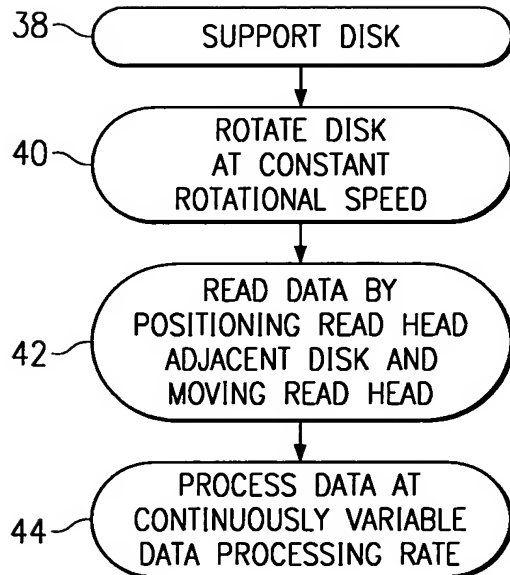 38
SUPPORT DISK
40
ROTATE DISK
AT CONSTANT
ROTATIONAL SPEED
42
READ DATA BY
POSITIONING READ HEAD
ADJACENT DISK AND
MOVING READ HEAD
44
PROCESS DATA AT
CONTINUOUSLY VARIABLE
DATA PROCESSING RATE